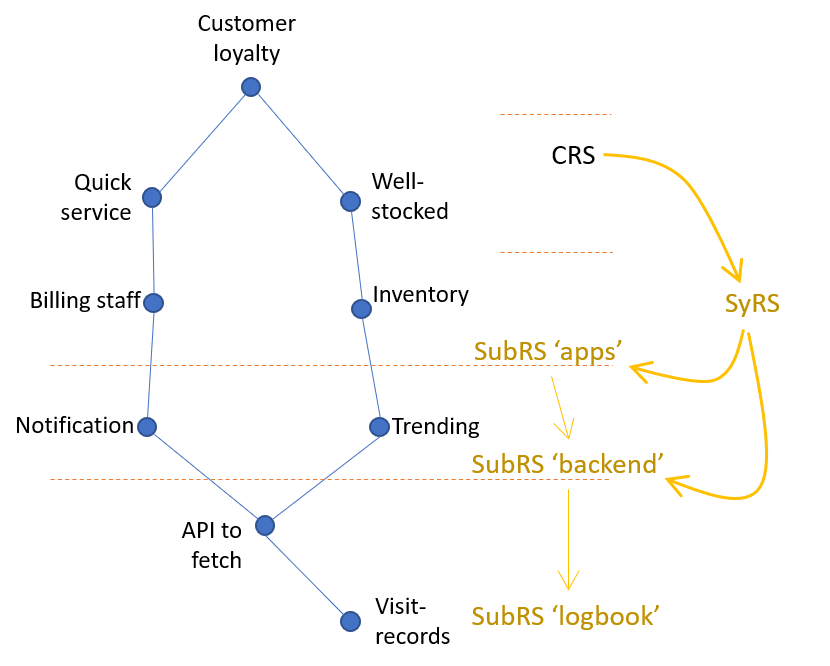 Customer
loyalty
CRS
Quick
service
Well-
stocked
Billing staff
Inventory
SyRS
SubRS ‘apps’
Notification
Trending
SubRS ‘backend’
API to
fetch
Visit-
records
SubRS ‘logbook’